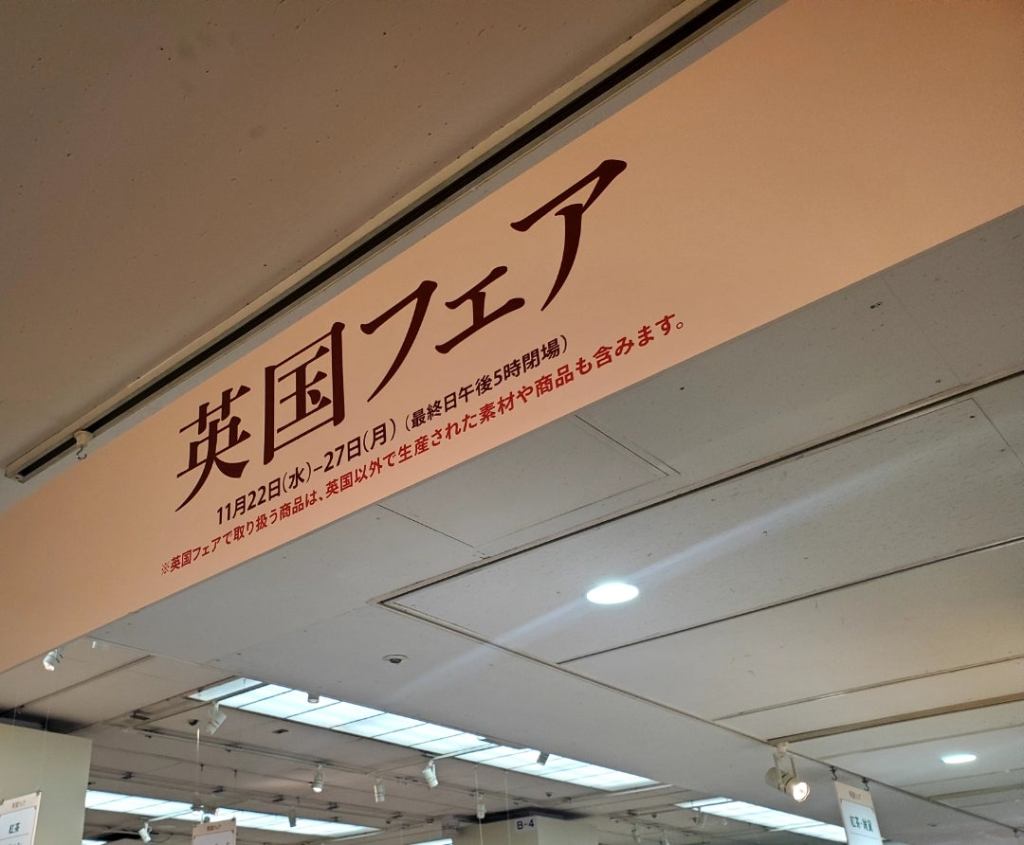 英国フェア
11月22日(水)-27日(月)(最終日午後5時閉場)
※英国フェアで取り扱う商品は、英国以外で生産された素材や商品も含みます。
紅茶
B-4